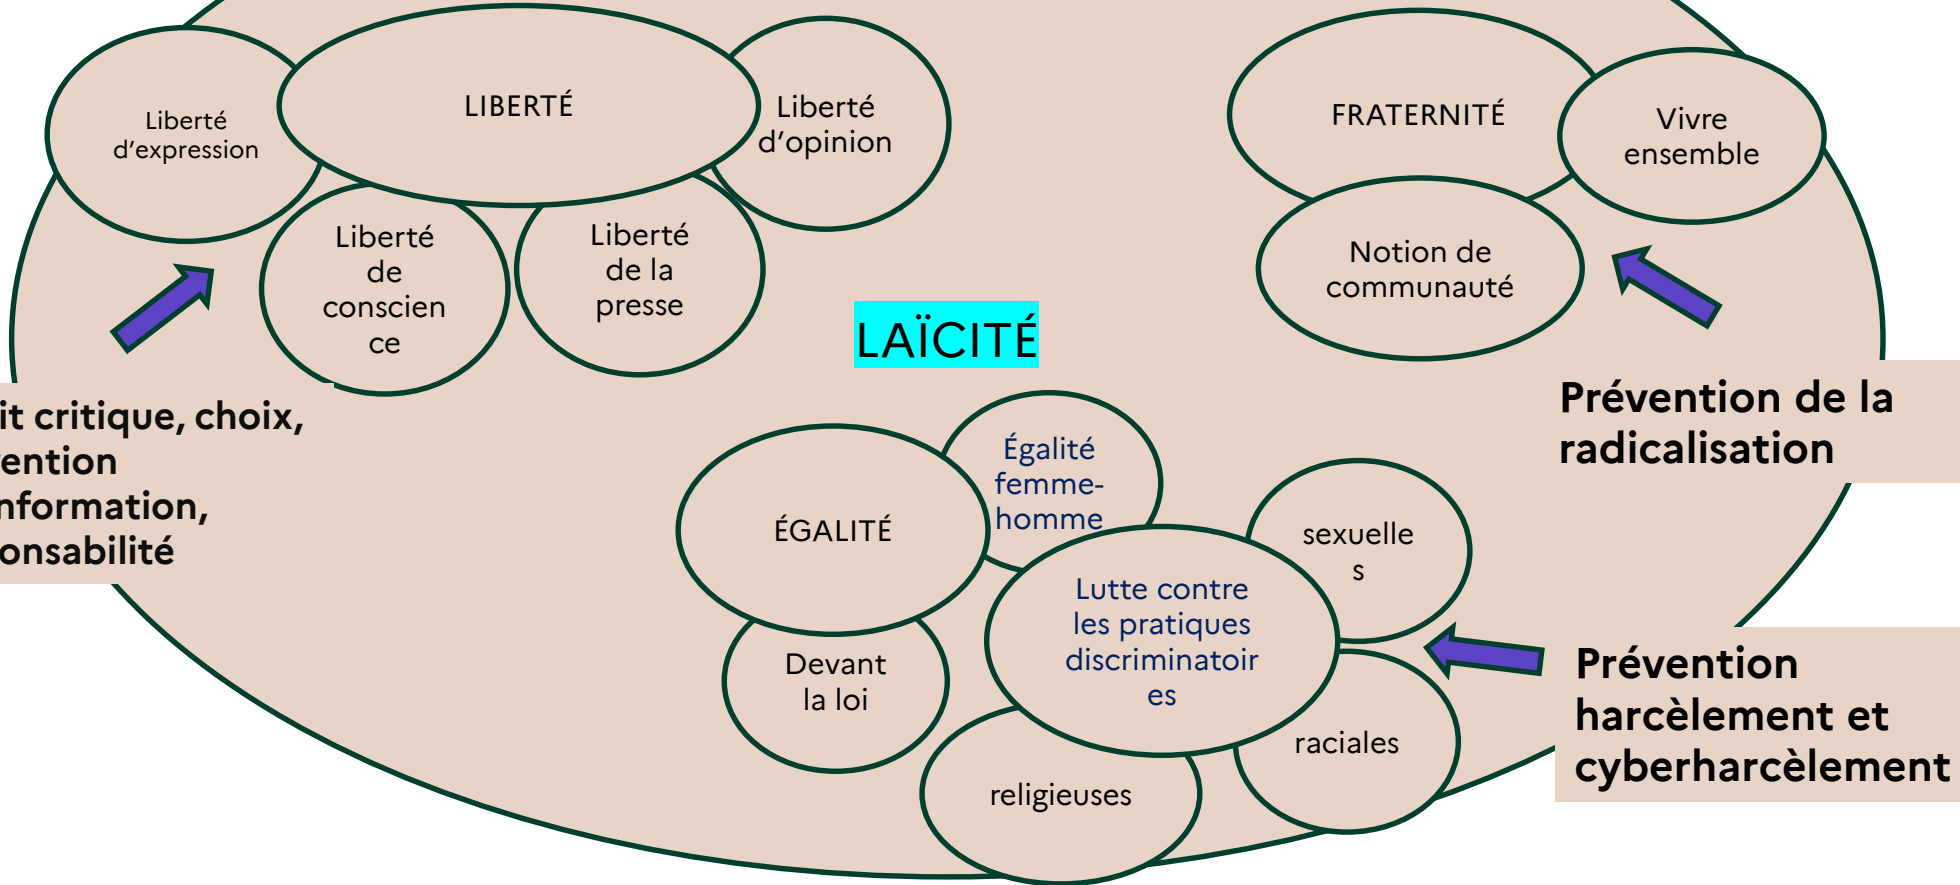 LIBERTÉ
Liberté
d'expression
Liberté
d'opinion
Liberté
de
conscien
ce
Liberté
de la
presse
FRATERNITÉ
Vivre
ensemble
Notion de
communauté
LAÏCITÉ
it critique, choix,
ention
nformation,
onsabilité
Prévention de la
radicalisation
ÉGALITÉ
Égalité
femme-
homme
Devant
la loi
Lutte contre
les pratiques
discriminatoir
es
sexuelle
s
raciales
religieuses
Prévention
harcèlement et
cyberharcèlement